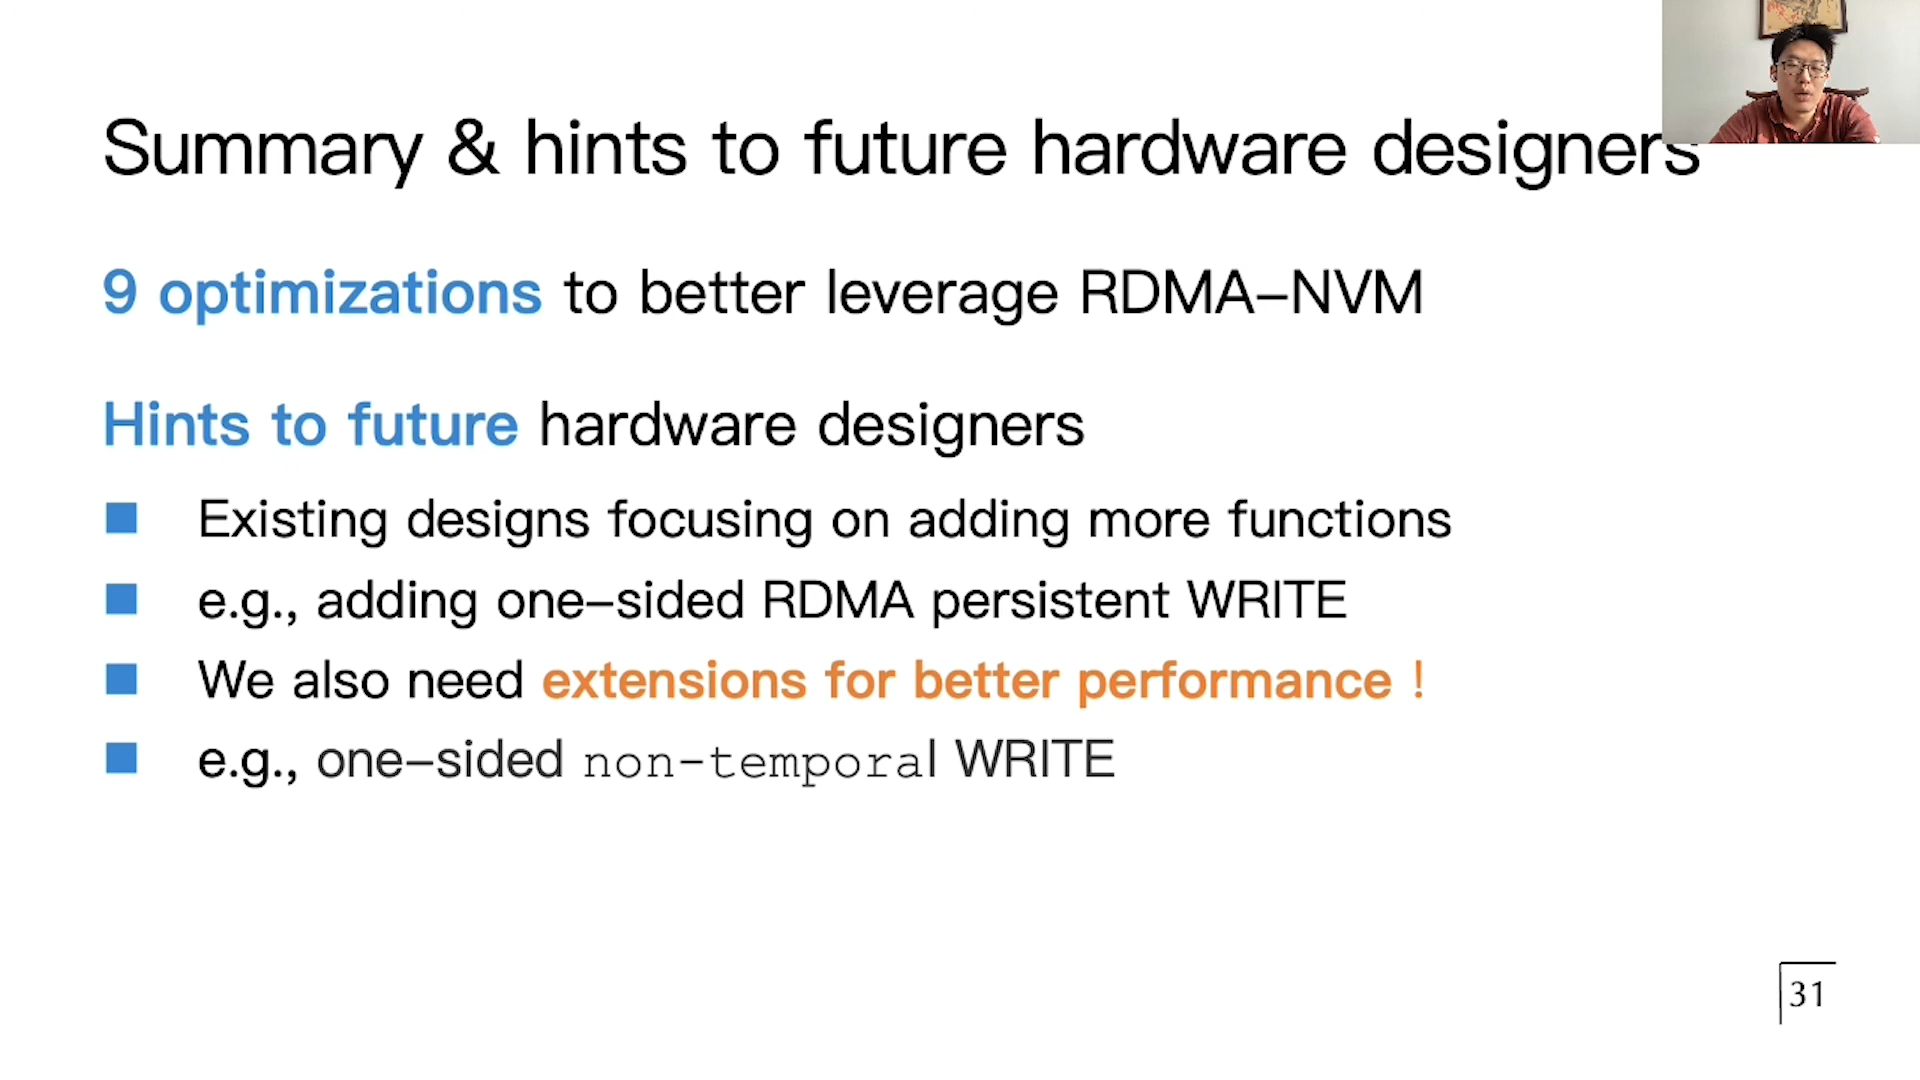 Summary & hints to future hardware designers
9 optimizations to better leverage RDMA–NVM
Hints to future hardware designers
Existing designs focusing on adding more functions
e.g., adding one–sided RDMA persistent WRITE
We also need extensions for better performance !
e.g., one–sided non-temporal WRITE
31